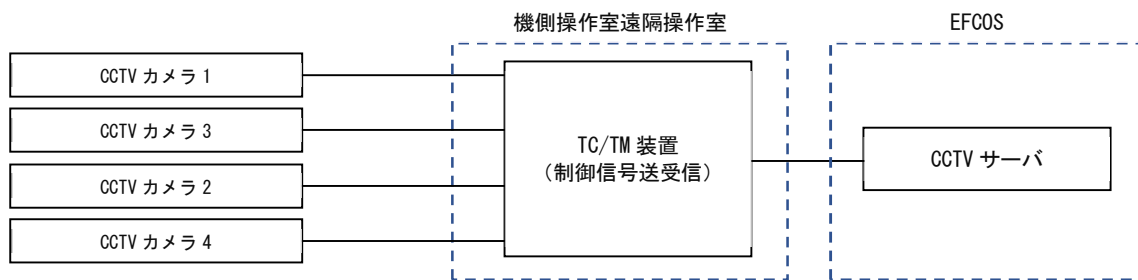 機側操作室遠隔操作室
EFCOS
CCTV カメラ 1
CCTV カメラ 3
CCTV カメラ 2
CCTV カメラ 4
TC/TM 装置
(制御信号送受信)
CCTV サーバ